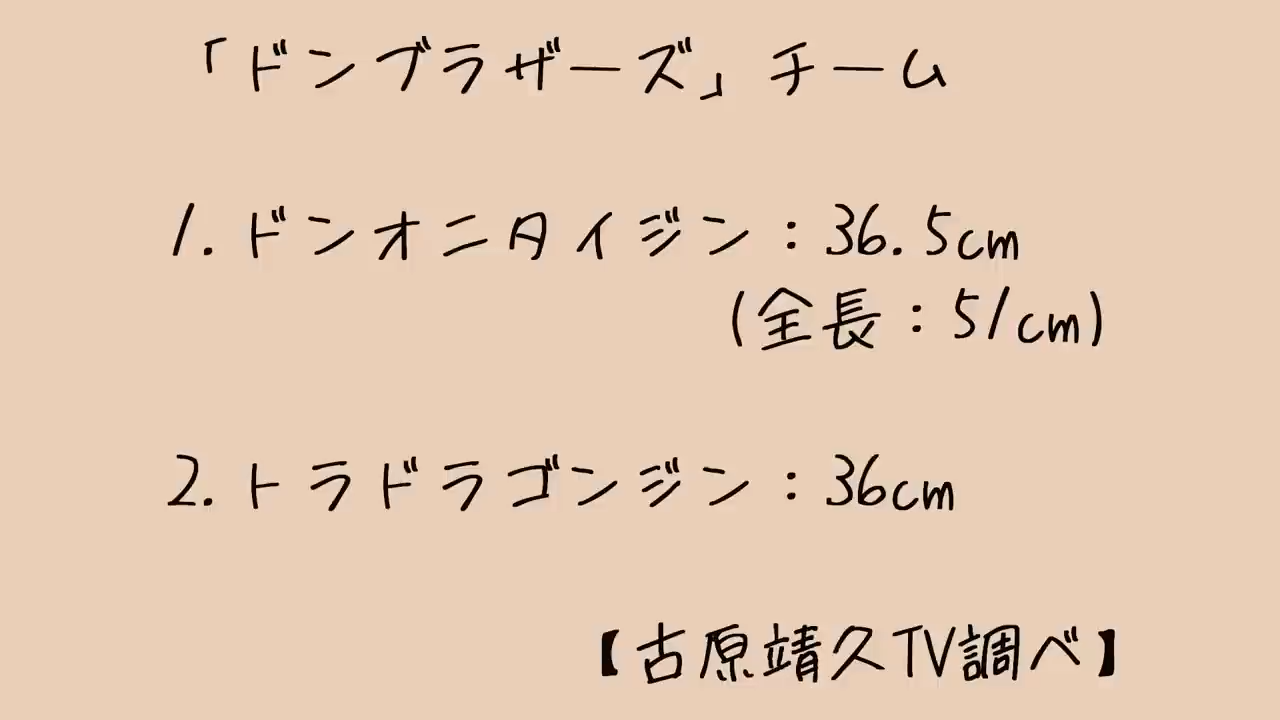 「ドンブラザーズ」チーム
1. ドンオニタイジン：36.5cm
(全長：51cm)
2. トラドラゴンジン：36cm
【古原靖久TV調べ】